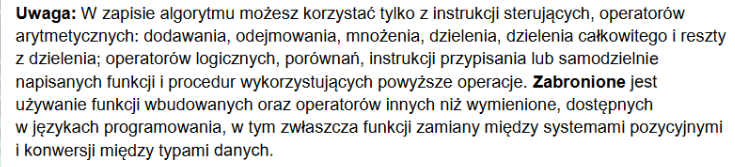 Uwaga: W zapisie algorytmu możesz korzystać tylko z instrukcji sterujących, operatorów
arytmetycznych: dodawania, odejmowania, mnożenia, dzielenia, dzielenia całkowitego i reszty
z dzielenia; operatorów logicznych, porównań, instrukcji przypisania lub samodzielnie
napisanych funkcji i procedur wykorzystujących powyższe operacje. Zabronione jest
używanie funkcji wbudowanych oraz operatorów innych niż wymienione, dostępnych
w językach programowania, w tym zwłaszcza funkcji zamiany między systemami pozycyjnymi
i konwersji między typami danych.